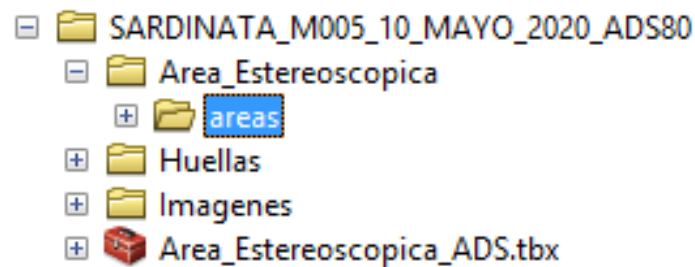 SARDINATA_M005_10_MAYO_2020_ADS80
Area_Estereoscopica
areas
Huellas
Imagenes
Area_Estereoscopica_ADS.tbx